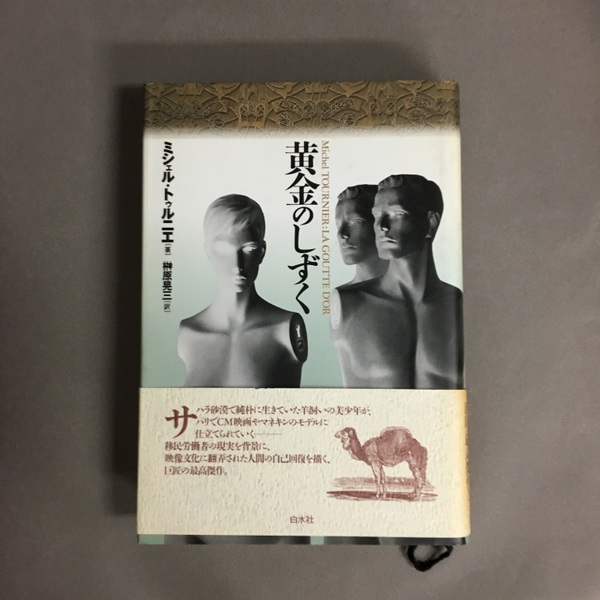 黄金のしずく
Michel TOURNIER:LA GOUTTE D'OR
ミシェル・トゥルニエ[著]
榊原晃三[訳]
サハラ砂漠で純朴に生きていた羊飼いの美少年が、
パリでCM映画やマネキンのモデルに
仕立てられていく———
移民労働者の現実を背景に、
映像文化に翻弄された人間の自己回復を描く、
巨匠の最高傑作。
白水社